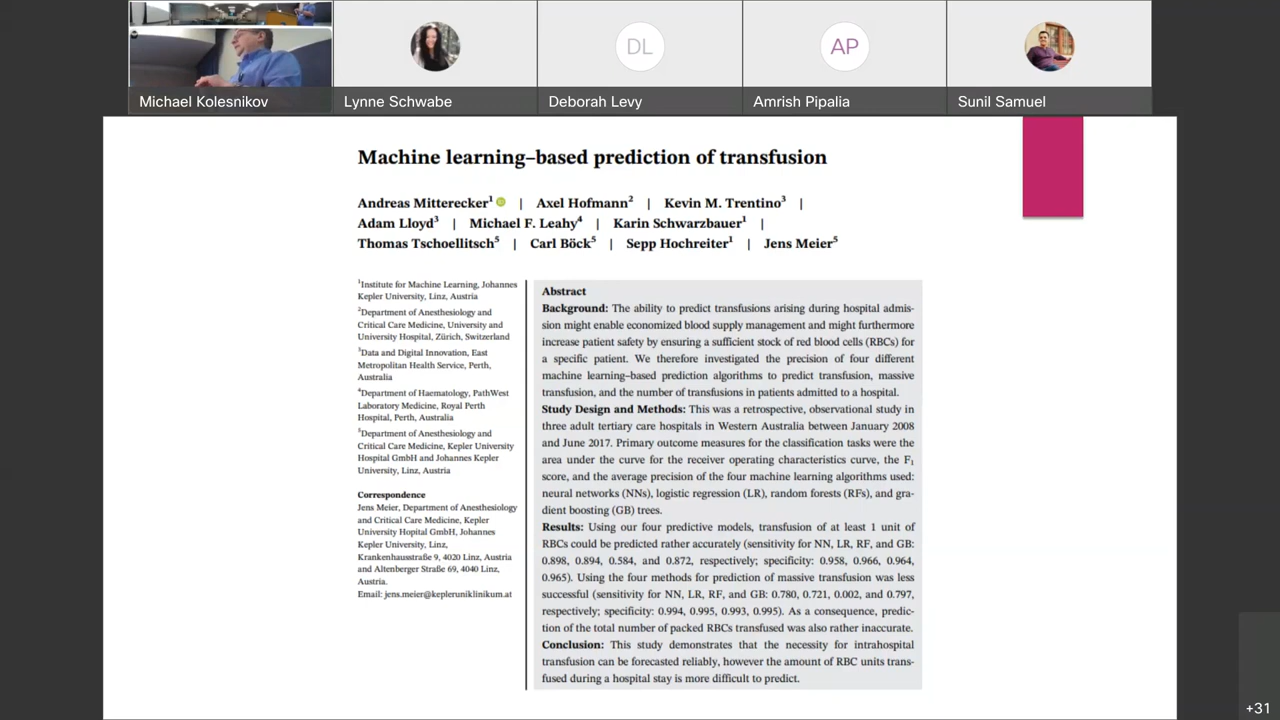 DL
AP
Michael Kolesnikov
Lynne Schwabe
Deborah Levy
Amrish Pipalia
Sunil Samuel
Machine learning–based prediction of transfusion
Andreas Mitterecker1 | Axel Hofmann2 | Kevin M. Trentino3 |
Adam Lloyd3 | Michael F. Leahy4 | Karin Schwarzbauer1 |
Thomas Tschoellitsch5 | Carl Böck5 | Sepp Hochreiter1 | Jens Meier5
1Institute for Machine Learning, Johannes
Kepler University, Linz, Austria
2Department of Anesthesiology and
Critical Care Medicine, University and
University Hospital, Zürich, Switzerland
3Data and Digital Innovation, East
Metropolitan Health Service, Perth,
Australia
4Department of Haematology, PathWest
Laboratory Medicine, Royal Perth
Hospital, Perth, Australia
5Department of Anesthesiology and
Critical Care Medicine, Kepler University
Hospital GmbH and Johannes Kepler
University, Linz, Austria
Correspondence
Jens Meier, Department of Anesthesiology
and Critical Care Medicine, Kepler
University Hopital GmbH, Johannes
Kepler University, Linz,
Krankenhausstraße 9, 4020 Linz, Austria
and Altenberger Straße 69, 4040 Linz,
Austria.
Email: jens.meier@kepleruniklinikum.at
Abstract
Background: The ability to predict transfusions arising during hospital admis-
sion might enable economized blood supply management and might furthermore
increase patient safety by ensuring a sufficient stock of red blood cells (RBCs) for
a specific patient. We therefore investigated the precision of four different
machine learning–based prediction algorithms to predict transfusion, massive
transfusion, and the number of transfusions in patients admitted to a hospital.
Study Design and Methods: This was a retrospective, observational study in
three adult tertiary care hospitals in Western Australia between January 2008
and June 2017. Primary outcome measures for the classification tasks were the
area under the curve for the receiver operating characteristics curve, the F1
score, and the average precision of the four machine learning algorithms used:
neural networks (NNs), logistic regression (LR), random forests (RFs), and gra-
dient boosting (GB) trees.
Results: Using our four predictive models, transfusion of at least 1 unit of
RBCs could be predicted rather accurately (sensitivity for NN, LR, RF, and GB:
0.898, 0.894, 0.584, and 0.872, respectively; specificity: 0.958, 0.966, 0.964,
0.965). Using the four methods for prediction of massive transfusion was less
successful (sensitivity for NN, LR, RF, and GB: 0.780, 0.721, 0.002, and 0.797,
respectively; specificity: 0.994, 0.995, 0.993, 0.995). As a consequence, predic-
tion of the total number of packed RBCs transfused was also rather inaccurate.
Conclusion: This study demonstrates that the necessity for intrahospital
transfusion can be forecasted reliably, however the amount of RBC units trans-
fused during a hospital stay is more difficult to predict.
+31